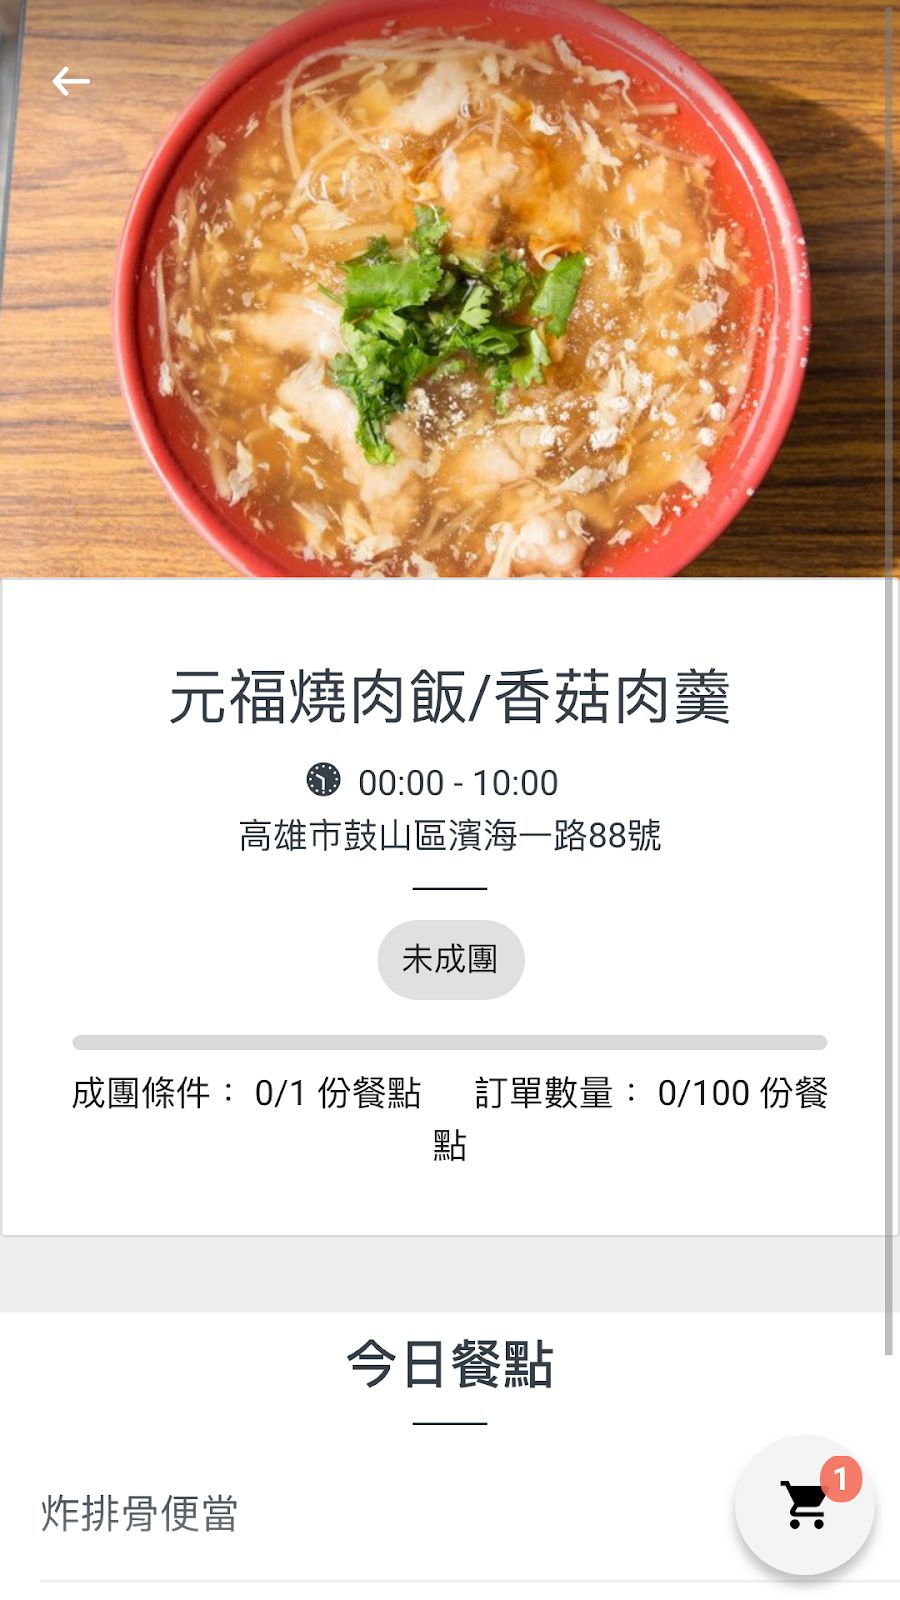 元福燒肉飯/香菇肉羹
00:00 - 10:00
高雄市鼓山區濱海一路88號
未成團
成團條件： 0/1 份餐點 訂單數量： 0/100 份餐
點
今日餐點
1
炸排骨便當